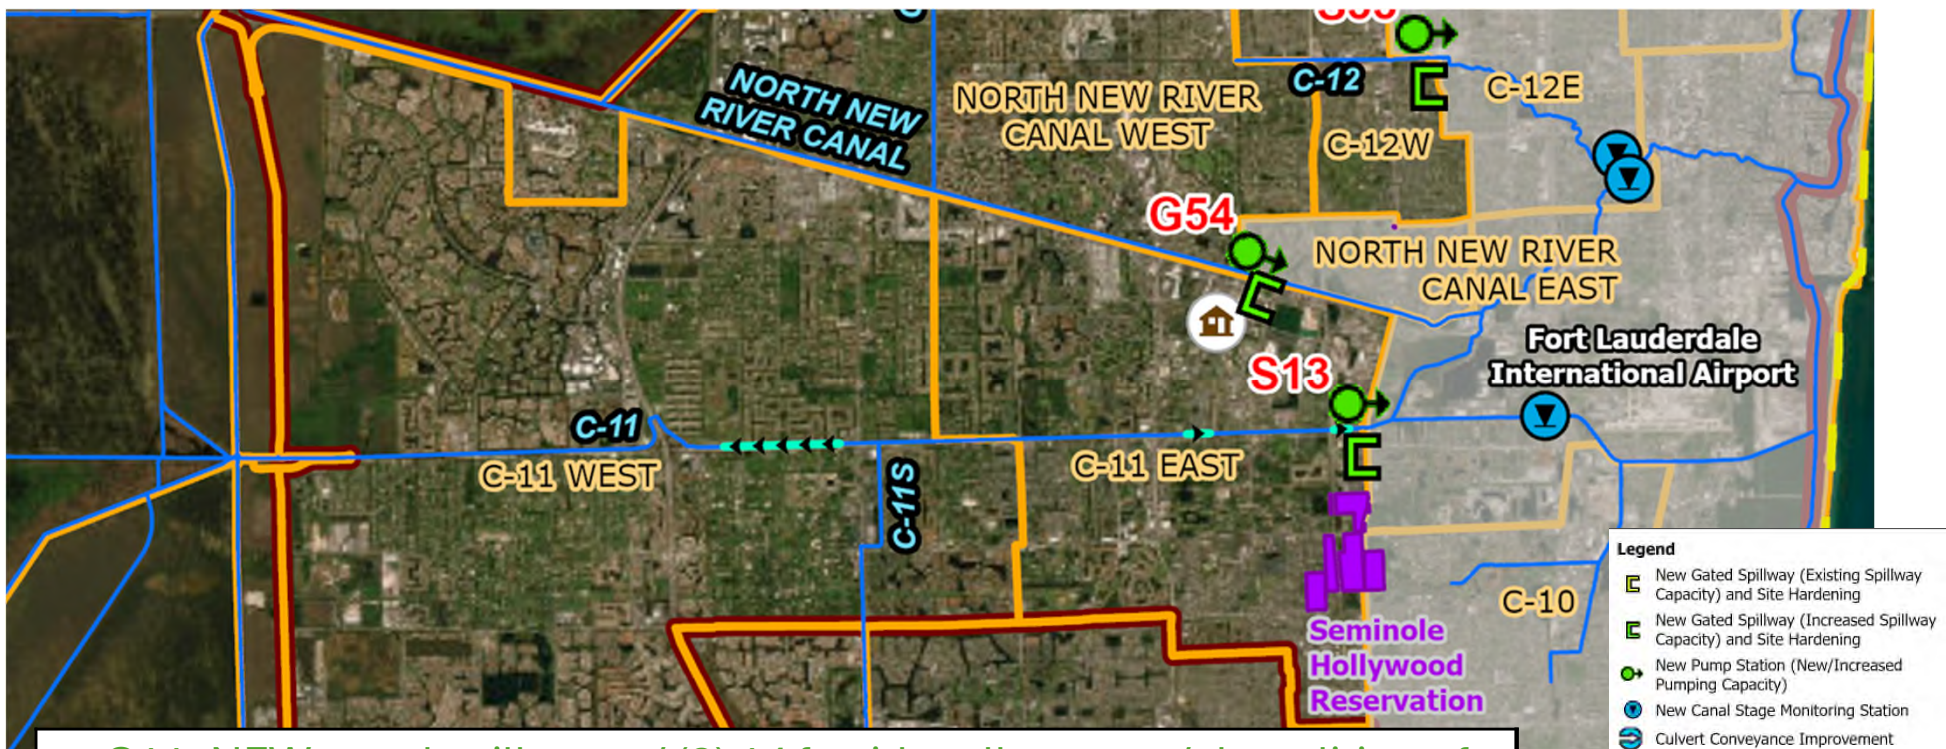 C-12
C-12E
NORTH NEW
RIVER CANAL
NORTH NEW RIVER
CANAL WEST
C-12W
G54
NORTH NEW RIVER
CANAL EAST
Fort Lauderdale
International Airport
S13
C-11
C-11 WEST
C-11 EAST
C-11S
C-10
Seminole
Hollywood
Reservation
Legend
New Gated Spillway (Existing Spillway
Capacity) and Site Hardening
New Gated Spillway (Increased Spillway
Capacity) and Site Hardening
New Pump Station (New/Increased
Pumping Capacity)
New Canal Stage Monitoring Station
Culvert Conveyance Improvement